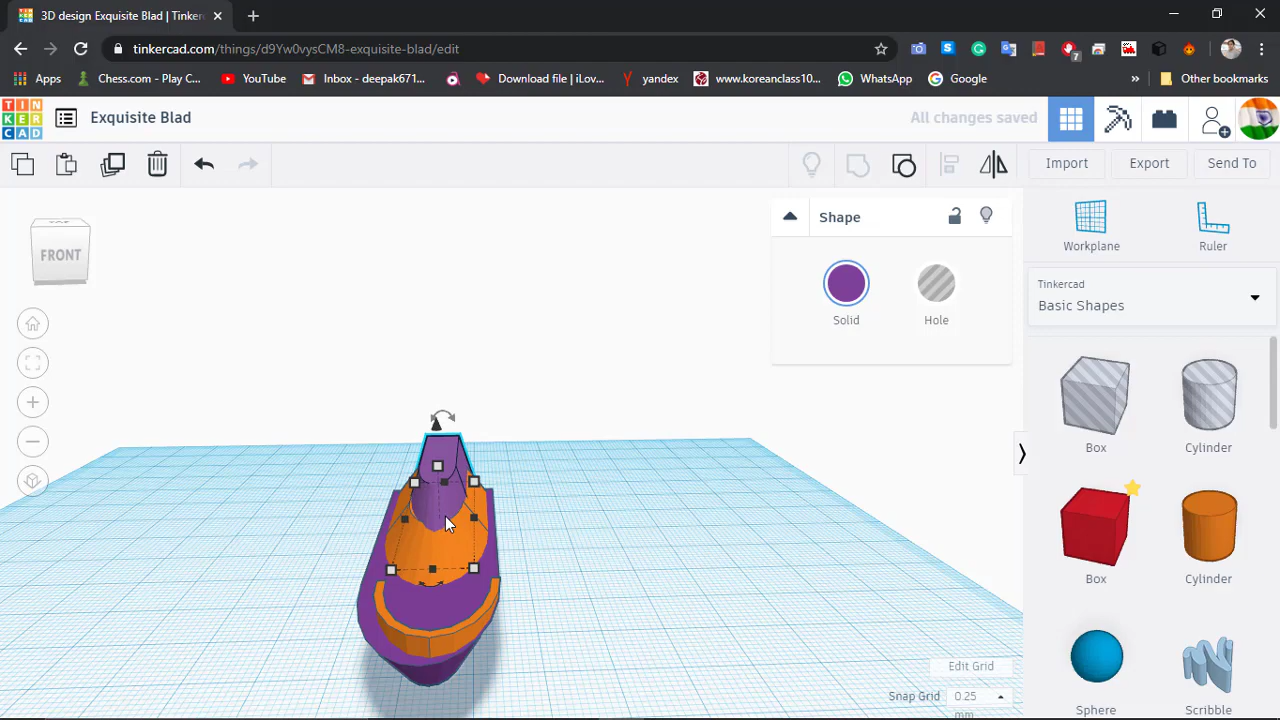 3D design Exquisite Blad | Tinker
tinkercad.com/things/d9Yw0vysCM8-exquisite-blad/edit
7
Apps
Chess.com - Play C...
YouTube
Inbox - deepak671...
Download file | iLov...
yandex
www.koreanclass10...
WhatsApp
Google
»
Other bookmarks
TIN
KER
CAD
Exquisite Blad
All changes saved
Import
Export
Send To
Shape
Solid
Hole
FRONT
Workplane
Ruler
Tinkercad
Basic Shapes
Box
Cylinder
Box
Cylinder
Sphere
Scribble
Edit Grid
Snap Grid
0.25
mm